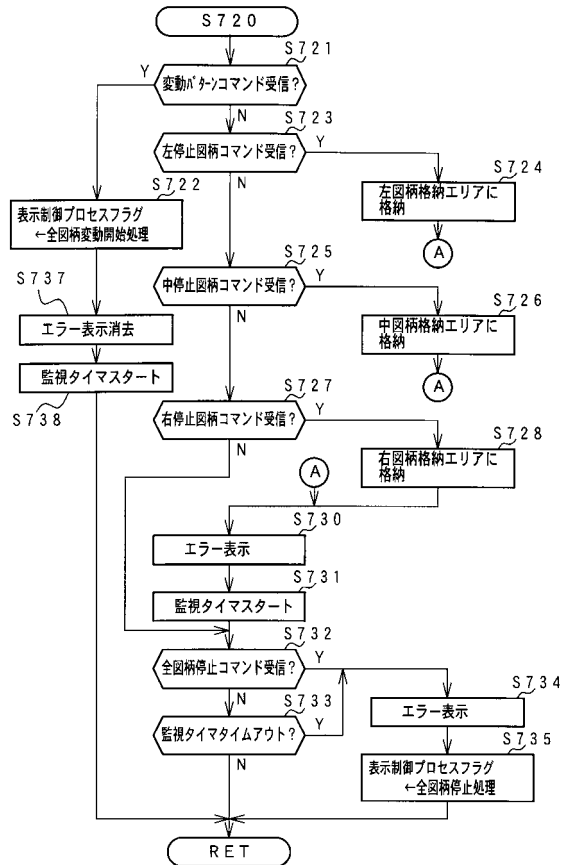 S720
S721
Y
変動パターンコマンド受信?
N
S723
左停止図柄コマンド受信?
Y
S724
左図柄格納エリアに
格納
A
N
S722
表示制御プロセスフラグ
←全図柄変動開始処理
S725
中停止図柄コマンド受信?
Y
S726
中図柄格納エリアに
格納
A
N
S737
エラー表示消去
監視タイマスタート
S738
S727
右停止図柄コマンド受信?
Y
S728
右図柄格納エリアに
格納
N
A
S730
エラー表示
S731
監視タイマスタート
S732
全図柄停止コマンド受信?
Y
N
S733
監視タイマタイムアウト?
Y
N
S734
エラー表示
S735
表示制御プロセスフラグ
←全図柄停止処理
RET